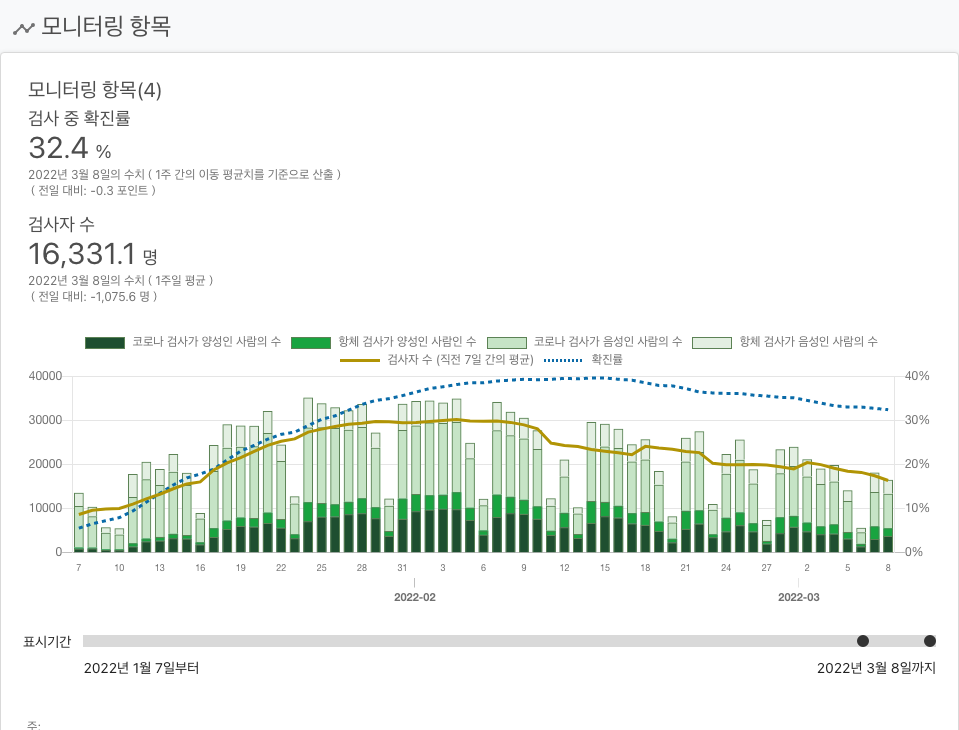 모니터링 항목
모니터링 항목(4)
검사 중 확진률
32.4 %
2022년 3월 8일의 수치 ( 1주 간의 이동 평균치를 기준으로 산출 )
( 전일 대비: -0.3 포인트 )
검사자 수
16,331.1 명
2022년 3월 8일의 수치 ( 1주일 평균 )
( 전일 대비: -1,075.6 명 )
코로나 검사가 양성인 사람의 수 항체 검사가 양성인 사람인 수 코로나 검사가 음성인 사람의 수 항체 검사가 음성인 사람의 수
검사자 수 (직전 7일 간의 평균) 확진률
40000 40%
30000 30%
20000 20%
10000 10%
0 0%
7 10 13 16 19 22 25 28 31 3 6 9 12 15 18 21 24 27 2 5 8
2022-02 2022-03
표시기간
2022년 1월 7일부터 2022년 3월 8일까지
주: